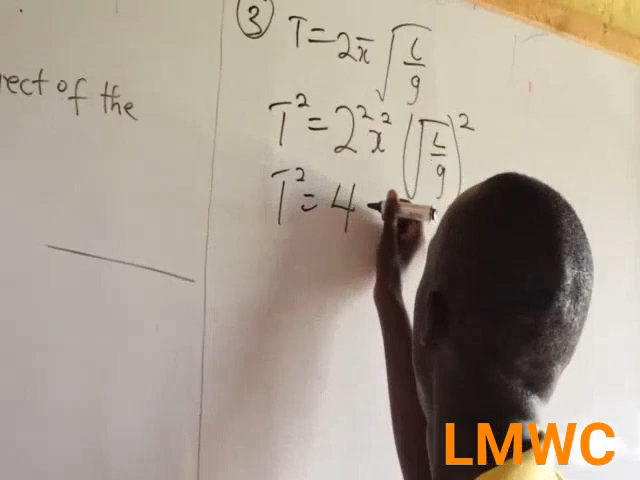 ③ T = 2π √(L/g)
rect of the
T² = 2²π² (√(L/g))²
T² = 4
LMWC